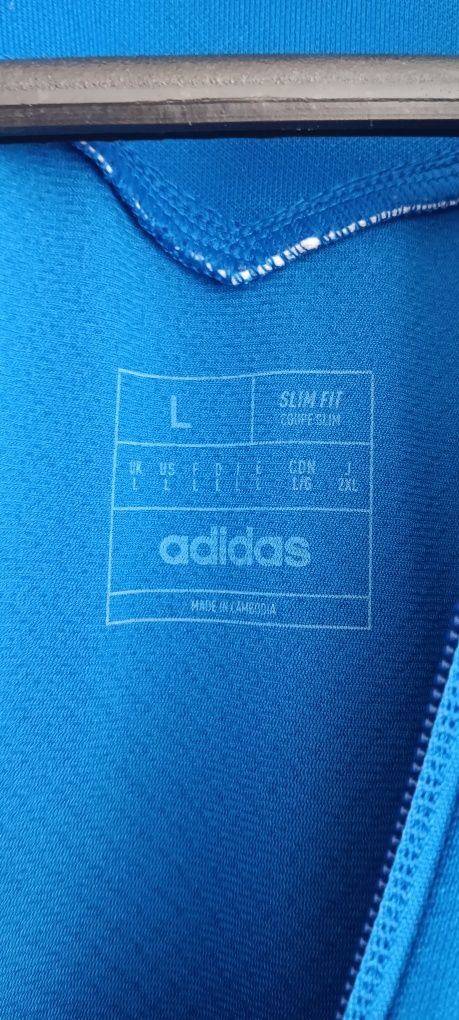 L
SLIM FIT
COUPE SLIM
UK US F D I E CDN J
L L L L L L L/G 2XL
adidas
MADE IN CAMBODIA